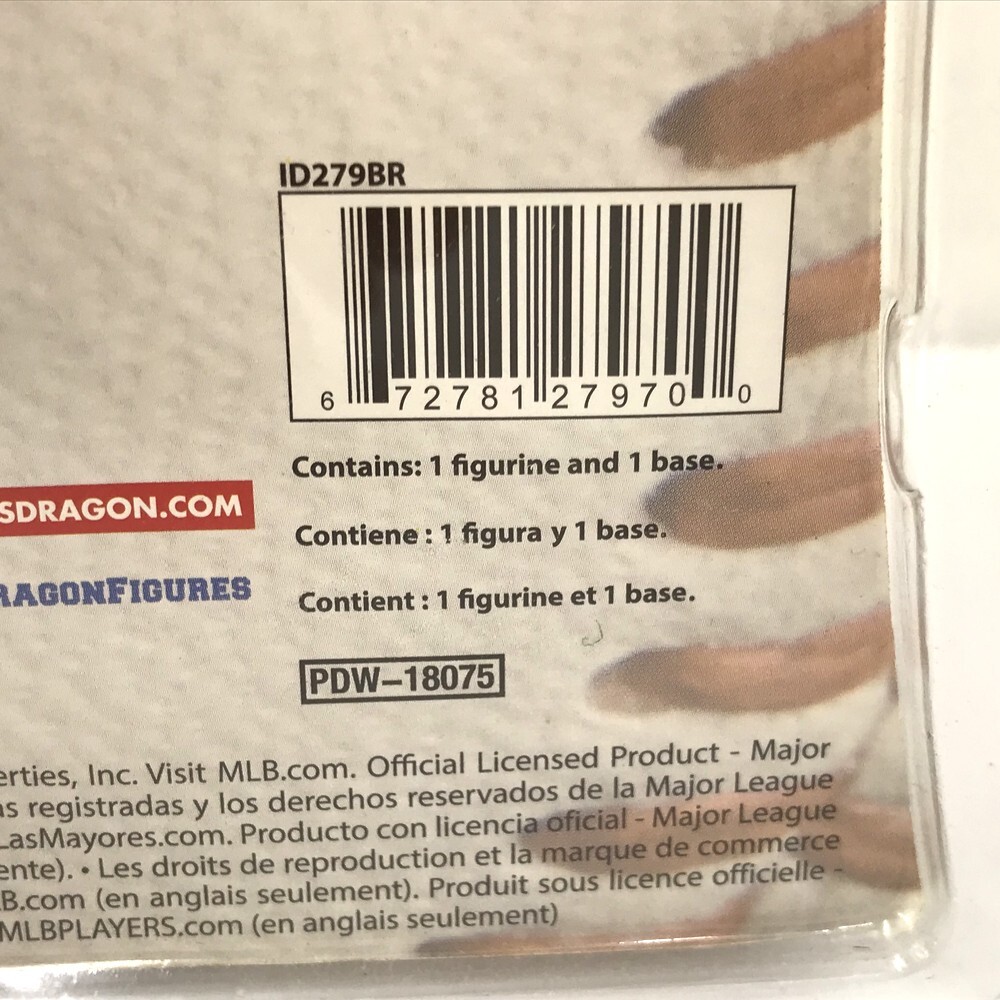 ID279BR
6 72781 27970 0
Contains: 1 figurine and 1 base.
SDRAGON.COM
Contiene : 1 figura y 1 base.
RAGONFIGURES
Contient : 1 figurine et 1 base.
PDW–18075
erties, Inc. Visit MLB.com. Official Licensed Product - Major
as registradas y los derechos reservados de la Major League
LasMayores.com. Producto con licencia oficial - Major League
ente). • Les droits de reproduction et la marque de commerce
B.com (en anglais seulement). Produit sous licence officielle -
MLBPLAYERS.com (en anglais seulement)